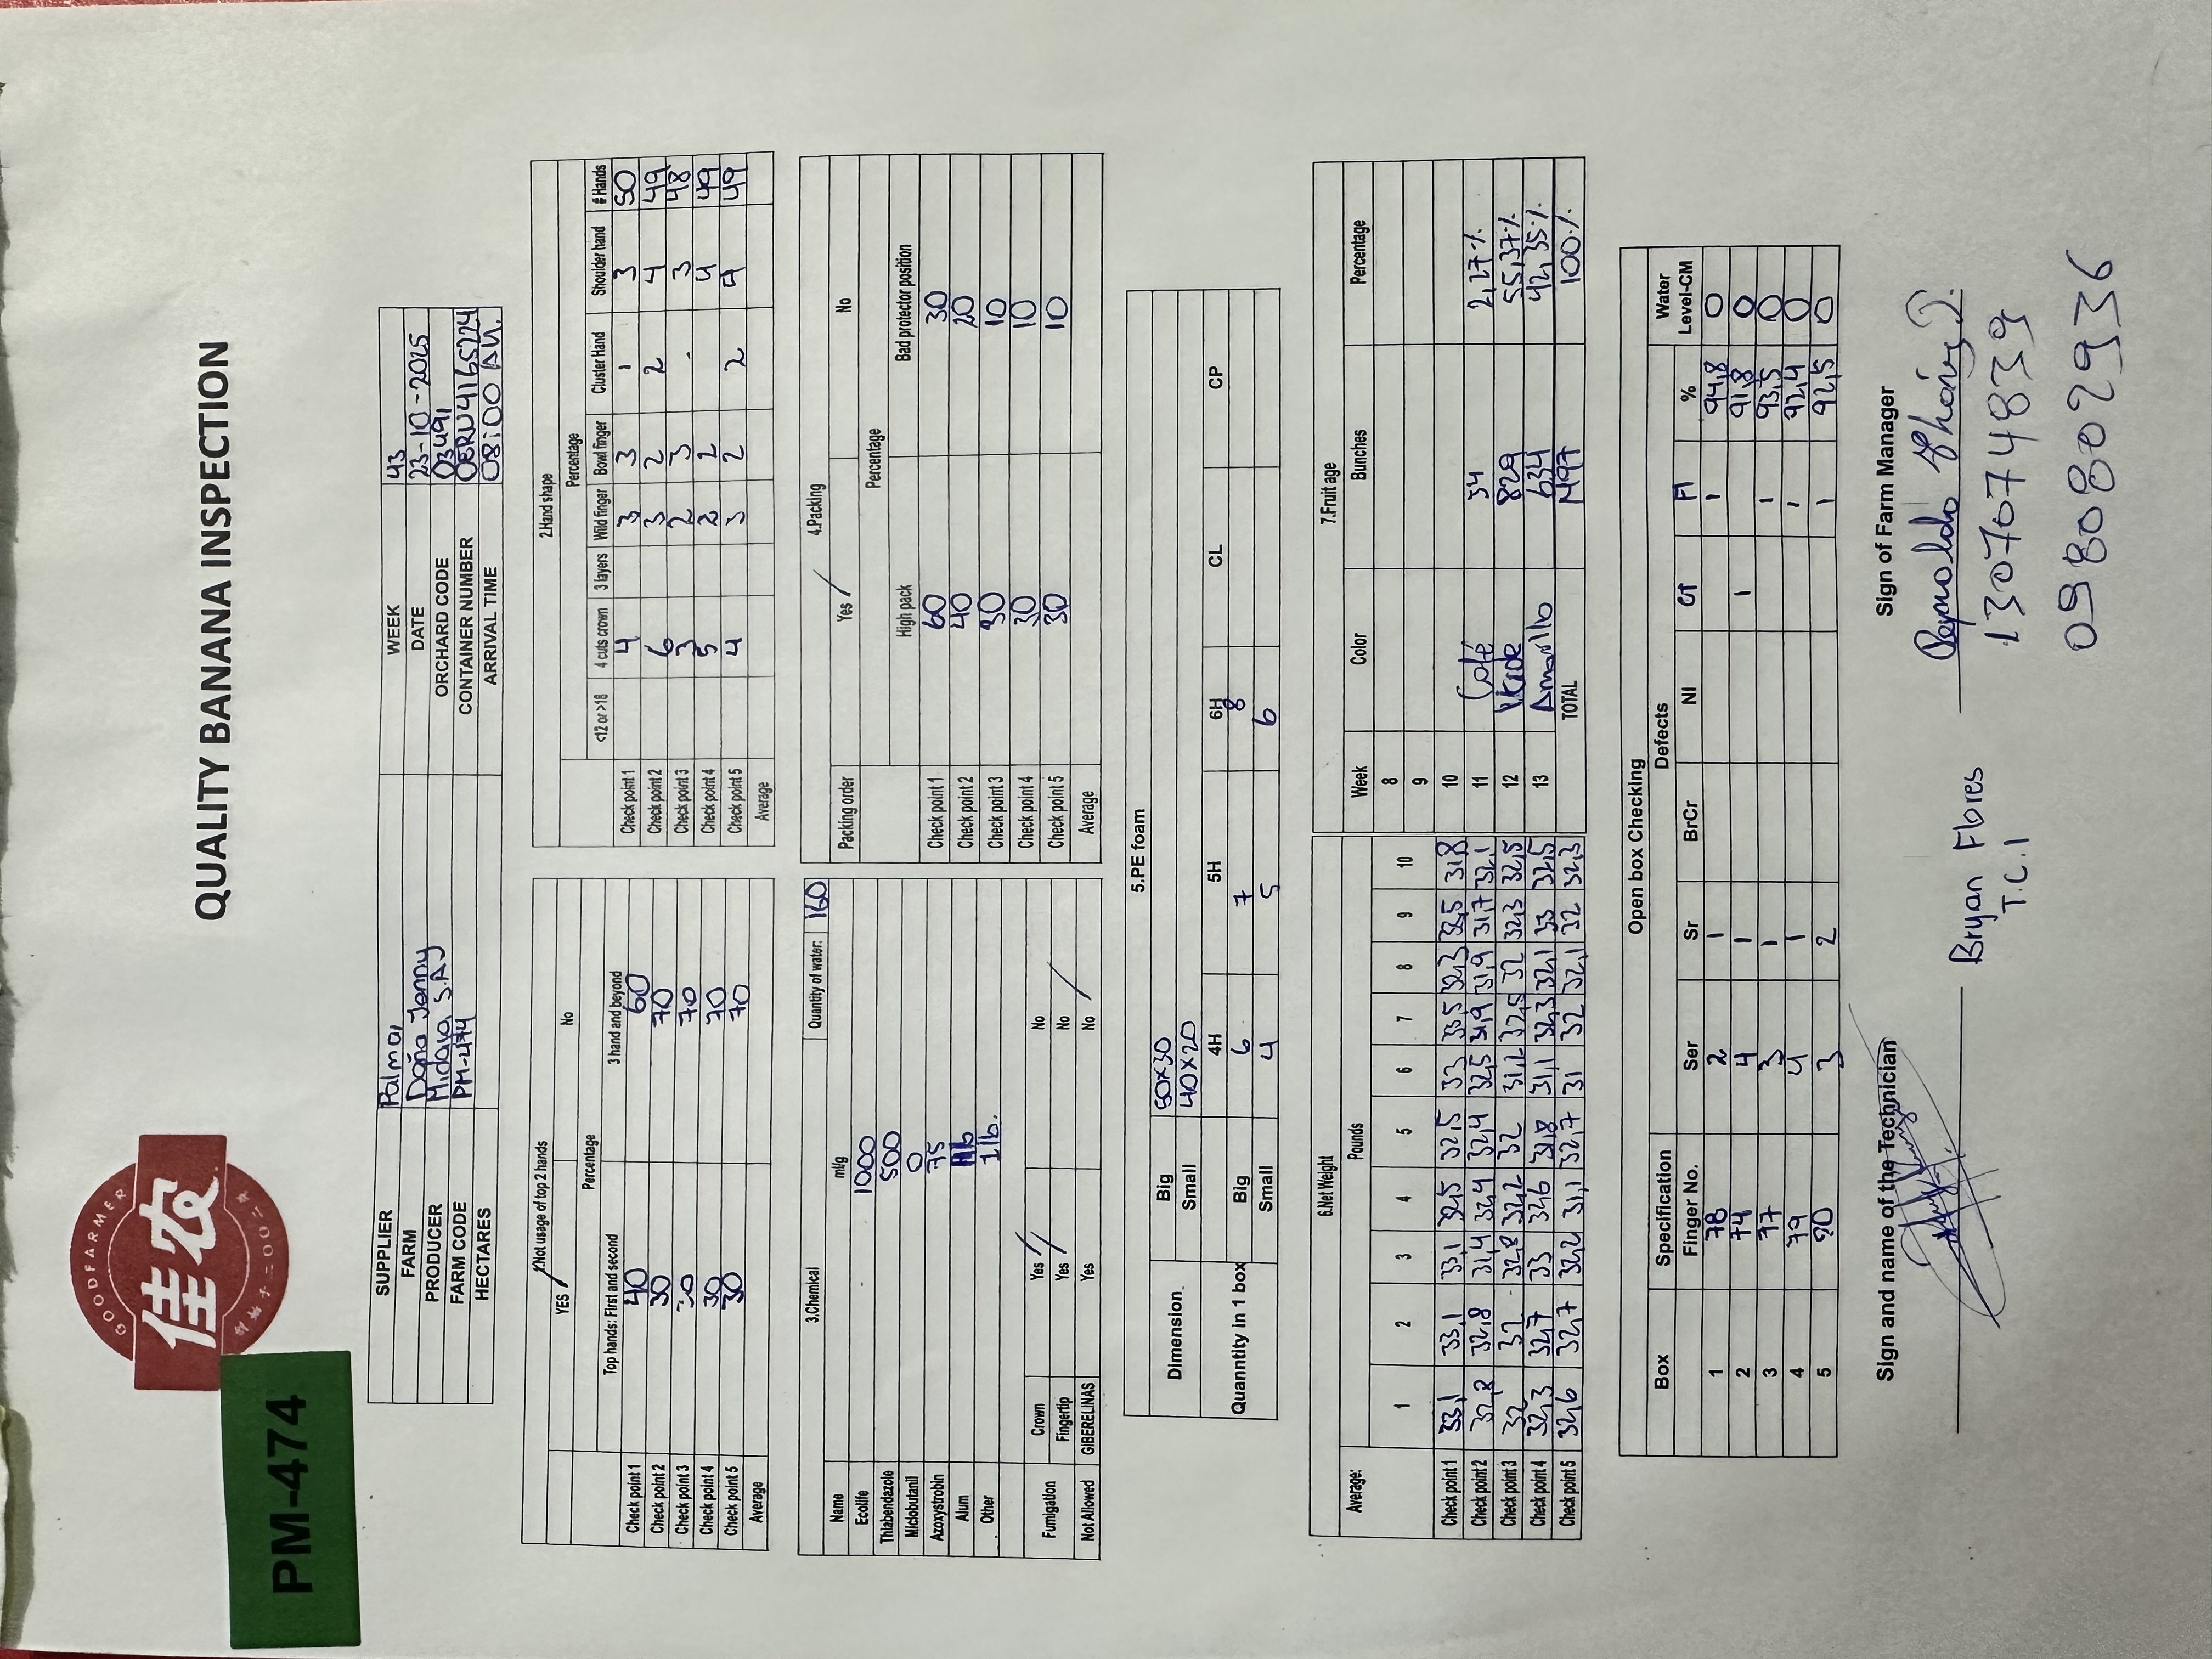 GOODFARMER
佳农
创始于二〇〇二年
PM-474
QUALITY BANANA INSPECTION
SUPPLIER Palmar WEEK 43
FARM Doña Jenny DATE 23-10-2025
PRODUCER S.A ORCHARD CODE 03491
FARM CODE PM-474 CONTAINER NUMBER OERU4165224
HECTARES ARRIVAL TIME 08:00 AM.
1.Not usage of top 2 hands
YES No
Percentage
Top hands: First and second 3 hand and beyond
Check point 1 40 60
Check point 2 30 70
Check point 3 30 70
Check point 4 30 70
Check point 5 30 70
Average
2.Hand shape
Percentage
<12 or >18 4 cuts crown 3 layers Wild finger Bowl finger Cluster Hand Shoulder hand # Hands
Check point 1 4 3 3 1 3 50
Check point 2 6 3 2 2 4 49
Check point 3 3 2 3 . 3 48
Check point 4 5 2 2 4 49
Check point 5 4 3 2 2 4 49
Average
3.Chemical Quantity of water: 160
Name ml/g
Ecolife 1000
Thiabendazole 500
Miclobutanil 0
Azoxystrobin 75
Alum 1lb
Other 1lb.
Fumigation Crown Yes No
Fingertip Yes No
Not Allowed GIBERELINAS Yes No
4.Packing
Packing order Yes No
Percentage
High pack Bad protector position
Check point 1 60 30
Check point 2 40 20
Check point 3 30 10
Check point 4 30 10
Check point 5 30 10
Average
5.PE foam
Dimension Big 60x30
Small 40x20
4H 5H 6H CL CP
Quanntity in 1 box Big 6 7 8
Small 4 5 6
6.Net Weight
Average: Pounds
1 2 3 4 5 6 7 8 9 10
Check point 1 33,1 33,1 33,1 32,5 32,5 33 33,5 32,3 32,5 31,8
Check point 2 32,8 32,8 31,4 32,4 32,4 32,5 31,9 31,9 31,7 32,1
Check point 3 32 32 32,8 32,2 32 31,2 32,5 32 32,3 32,5
Check point 4 32,3 32,7 33 32,6 31,8 31,1 32,3 32,1 33 32,5
Check point 5 32,6 32,7 32,2 31,1 32,7 31 32 32,1 32 32,3
7.Fruit age
Week Color Bunches Percentage
8
9
10
11 Café 34 2,27%
12 Verde 829 55,37%
13 Amarillo 634 42,35%
TOTAL 1497 100%
Open box Checking
Box Specification Defects Water
Finger No. Ser Sr BrCr NI CT FI % Level-CM
1 78 2 1 1 94,8 0
2 74 4 1 1 91,8 0
3 77 3 1 1 93,5 0
4 79 4 1 1 92,4 0
5 80 3 2 1 92,5 0
Sign and name of the Technician
Sign of Farm Manager
Bryan Flores
T.C.1
1307074839
0980802936